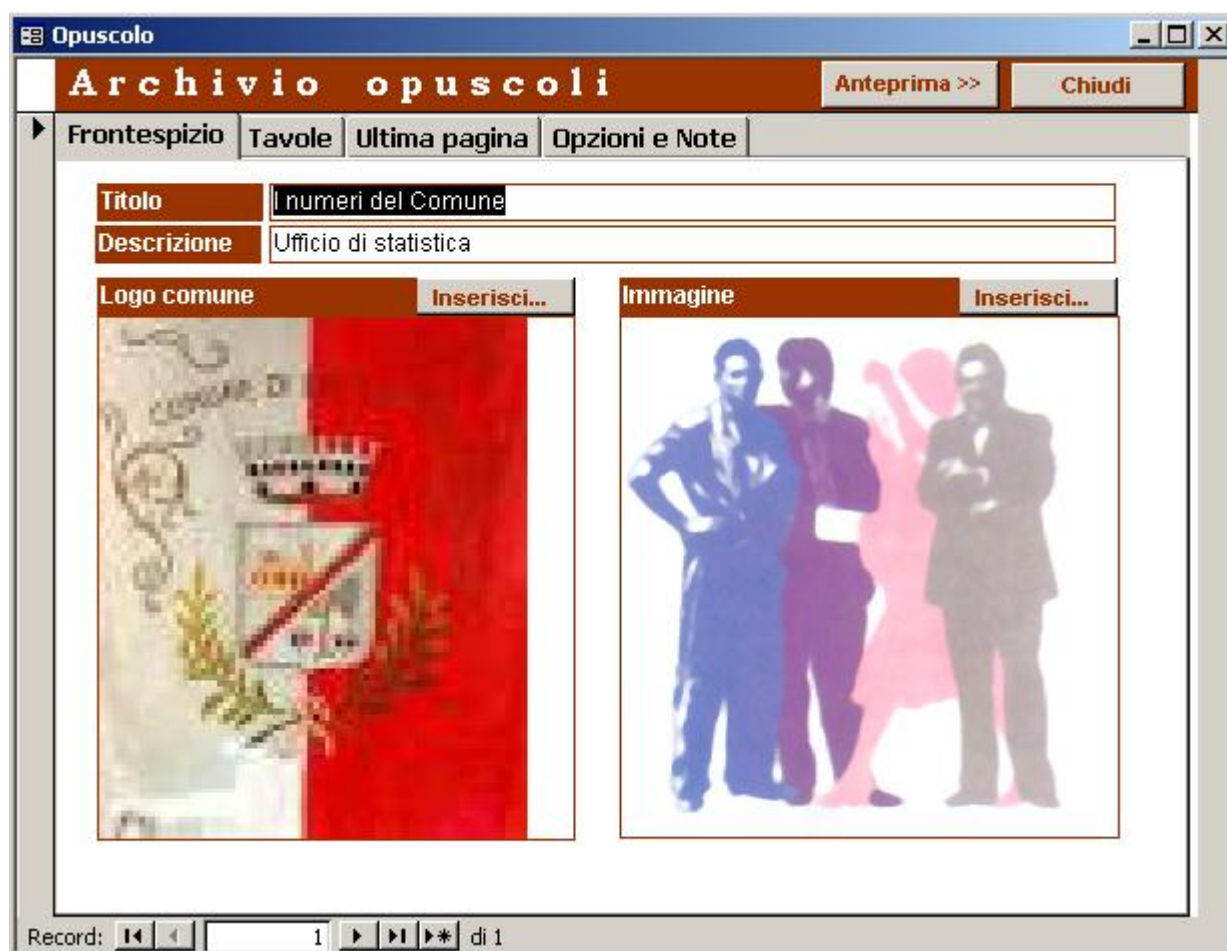 Opuscolo
Archivio opuscoli
Anteprima >>
Chiudi
Frontespizio
Tavole
Ultima pagina
Opzioni e Note
Titolo
I numeri del Comune
Descrizione
Ufficio di statistica
Logo comune
Inserisci...
Immagine
Inserisci...
DI
Record:
1
di 1